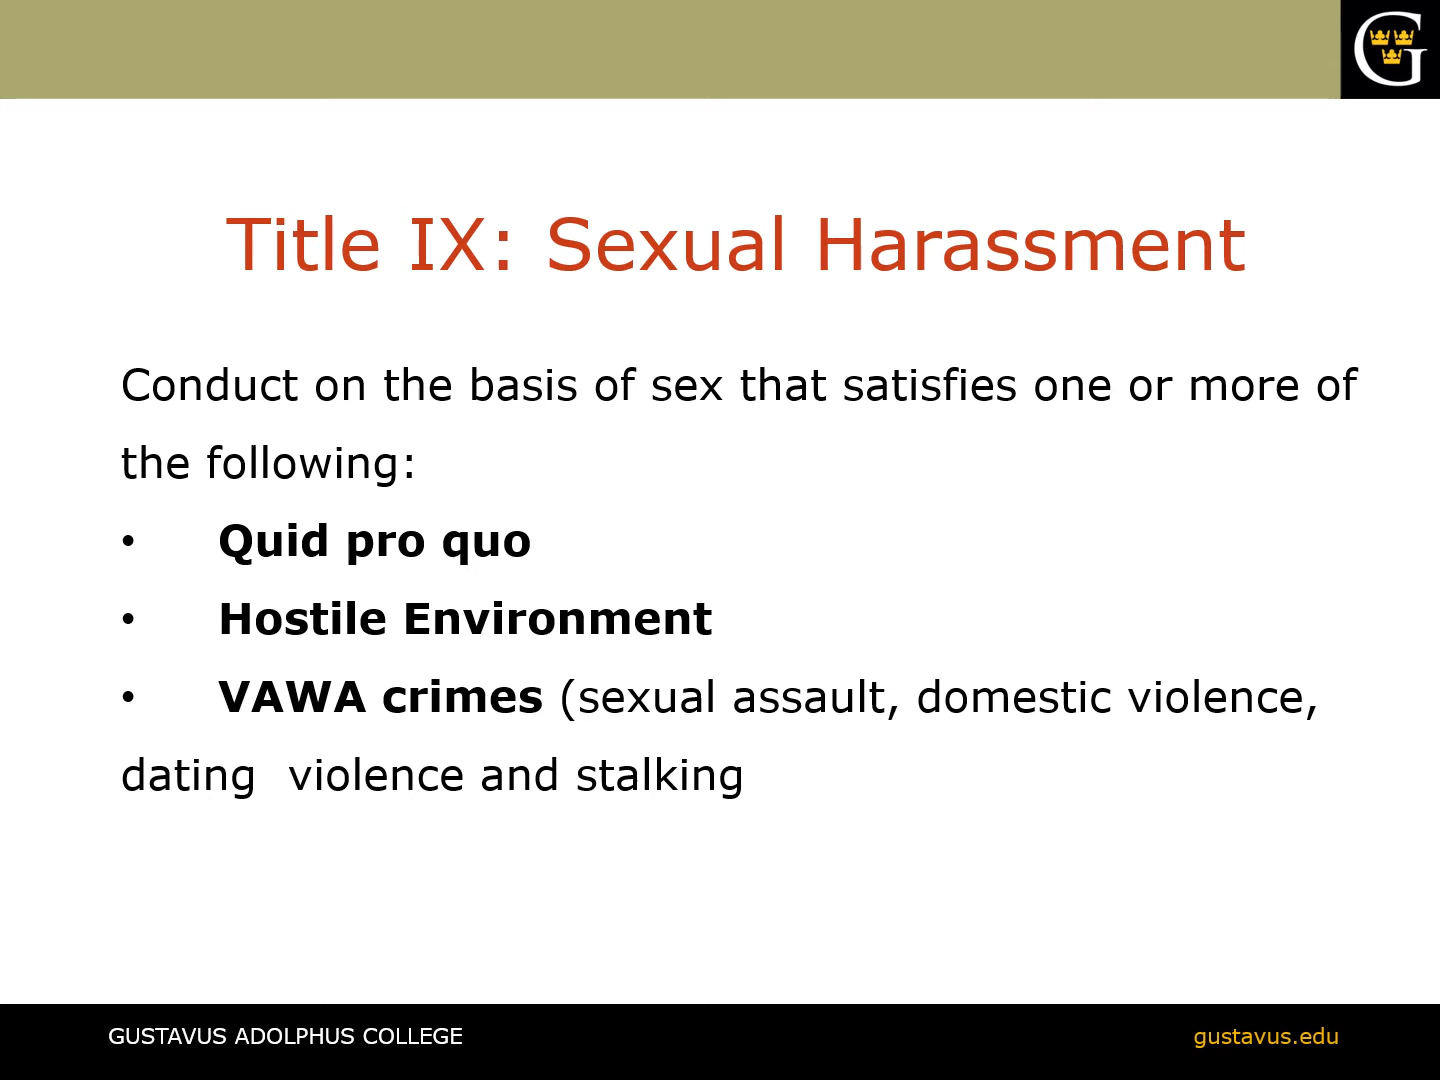 G
Title IX: Sexual Harassment
Conduct on the basis of sex that satisfies one or more of
the following:
• Quid pro quo
• Hostile Environment
• VAWA crimes (sexual assault, domestic violence,
dating  violence and stalking
GUSTAVUS ADOLPHUS COLLEGE
gustavus.edu